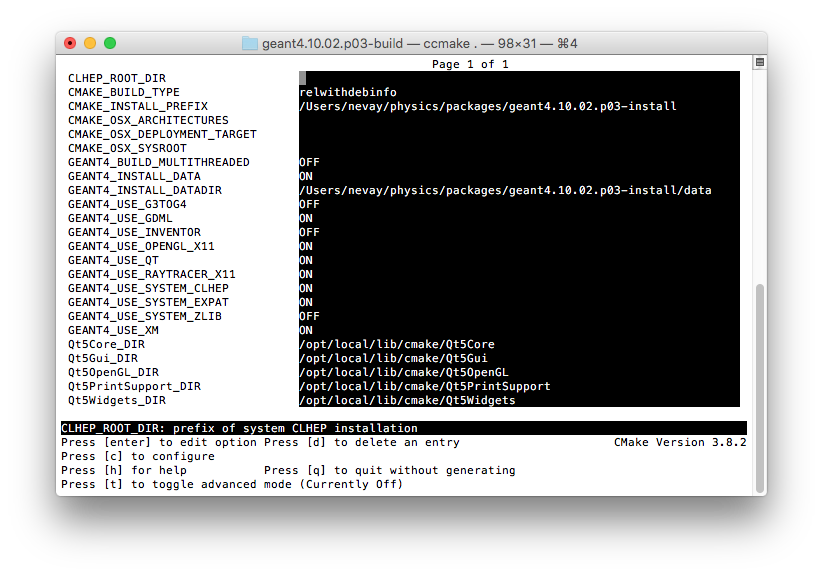 geant4.10.02.p03-build — ccmake . — 98×31 — ⌘4
Page 1 of 1
CLHEP_ROOT_DIR
CMAKE_BUILD_TYPE relwithdebinfo
CMAKE_INSTALL_PREFIX /Users/nevay/physics/packages/geant4.10.02.p03-install
CMAKE_OSX_ARCHITECTURES
CMAKE_OSX_DEPLOYMENT_TARGET
CMAKE_OSX_SYSROOT
GEANT4_BUILD_MULTITHREADED OFF
GEANT4_INSTALL_DATA ON
GEANT4_INSTALL_DATADIR /Users/nevay/physics/packages/geant4.10.02.p03-install/data
GEANT4_USE_G3TOG4 OFF
GEANT4_USE_GDML ON
GEANT4_USE_INVENTOR OFF
GEANT4_USE_OPENGL_X11 ON
GEANT4_USE_QT ON
GEANT4_USE_RAYTRACER_X11 ON
GEANT4_USE_SYSTEM_CLHEP ON
GEANT4_USE_SYSTEM_EXPAT ON
GEANT4_USE_SYSTEM_ZLIB OFF
GEANT4_USE_XM ON
Qt5Core_DIR /opt/local/lib/cmake/Qt5Core
Qt5Gui_DIR /opt/local/lib/cmake/Qt5Gui
Qt5OpenGL_DIR /opt/local/lib/cmake/Qt5OpenGL
Qt5PrintSupport_DIR /opt/local/lib/cmake/Qt5PrintSupport
Qt5Widgets_DIR /opt/local/lib/cmake/Qt5Widgets
CLHEP_ROOT_DIR: prefix of system CLHEP installation
Press [enter] to edit option Press [d] to delete an entry CMake Version 3.8.2
Press [c] to configure
Press [h] for help Press [q] to quit without generating
Press [t] to toggle advanced mode (Currently Off)